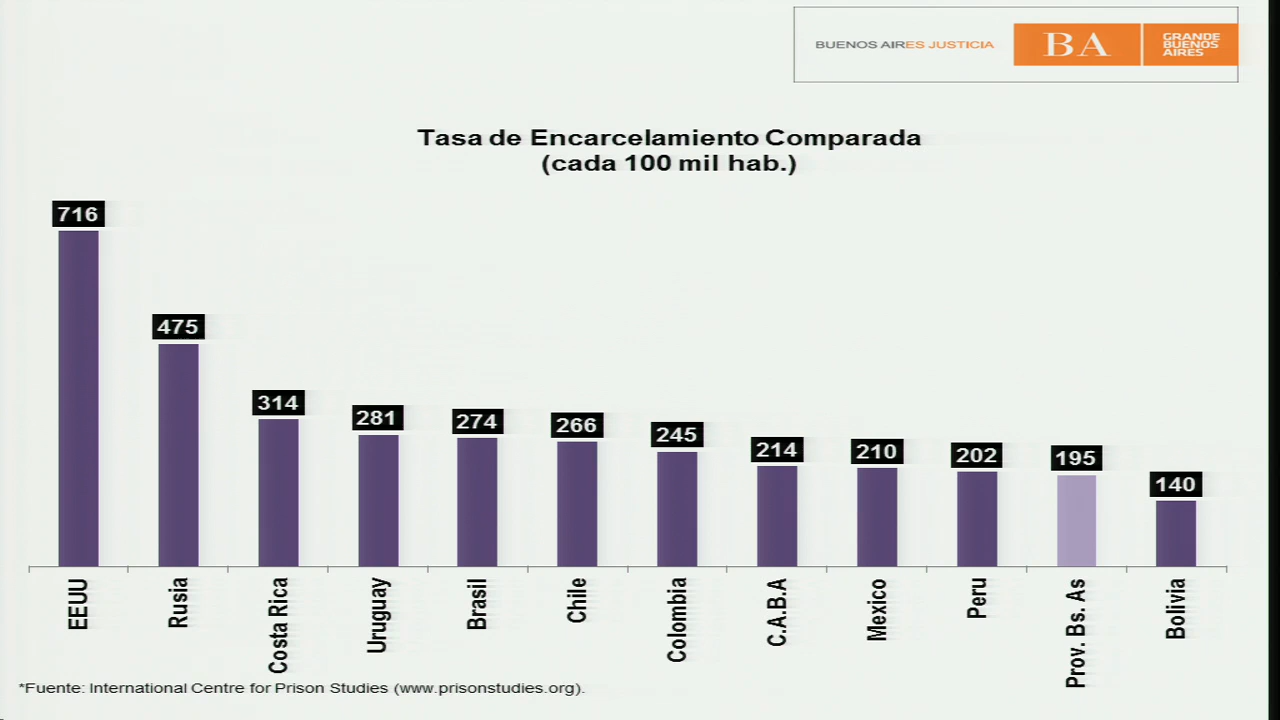 BUENOS AIRES JUSTICIA
BA
GRANDE
BUENOS
AIRES
Tasa de Encarcelamiento Comparada
(cada 100 mil hab.)
716
475
314
281
274
266
245
214
210
202
195
140
EEUU
Rusia
Costa Rica
Uruguay
Brasil
Chile
Colombia
C.A.B.A
Mexico
Peru
Prov. Bs. As
Bolivia
*Fuente: International Centre for Prison Studies (www.prisonstudies.org).